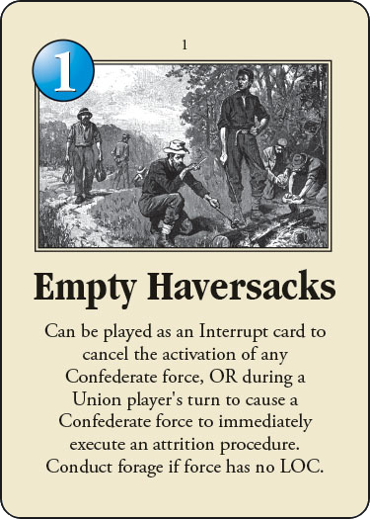 1
1
Empty Haversacks
Can be played as an Interrupt card to
cancel the activation of any
Confederate force, OR during a
Union player's turn to cause a
Confederate force to immediately
execute an attrition procedure.
Conduct forage if force has no LOC.